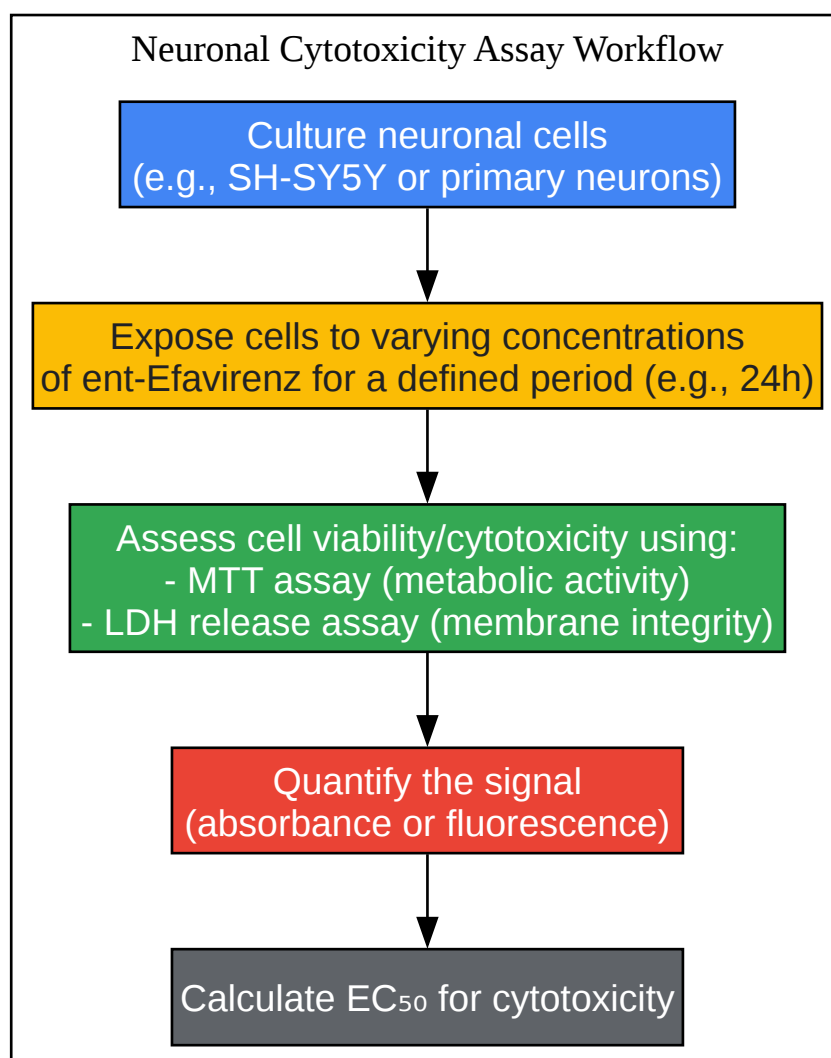 Neuronal Cytotoxicity Assay Workflow
Culture neuronal cells
(e.g., SH-SY5Y or primary neurons)
Expose cells to varying concentrations
of ent-Efavirenz for a defined period (e.g., 24h)
Assess cell viability/cytotoxicity using:
- MTT assay (metabolic activity)
- LDH release assay (membrane integrity)
Quantify the signal
(absorbance or fluorescence)
Calculate EC₅₀ for cytotoxicity